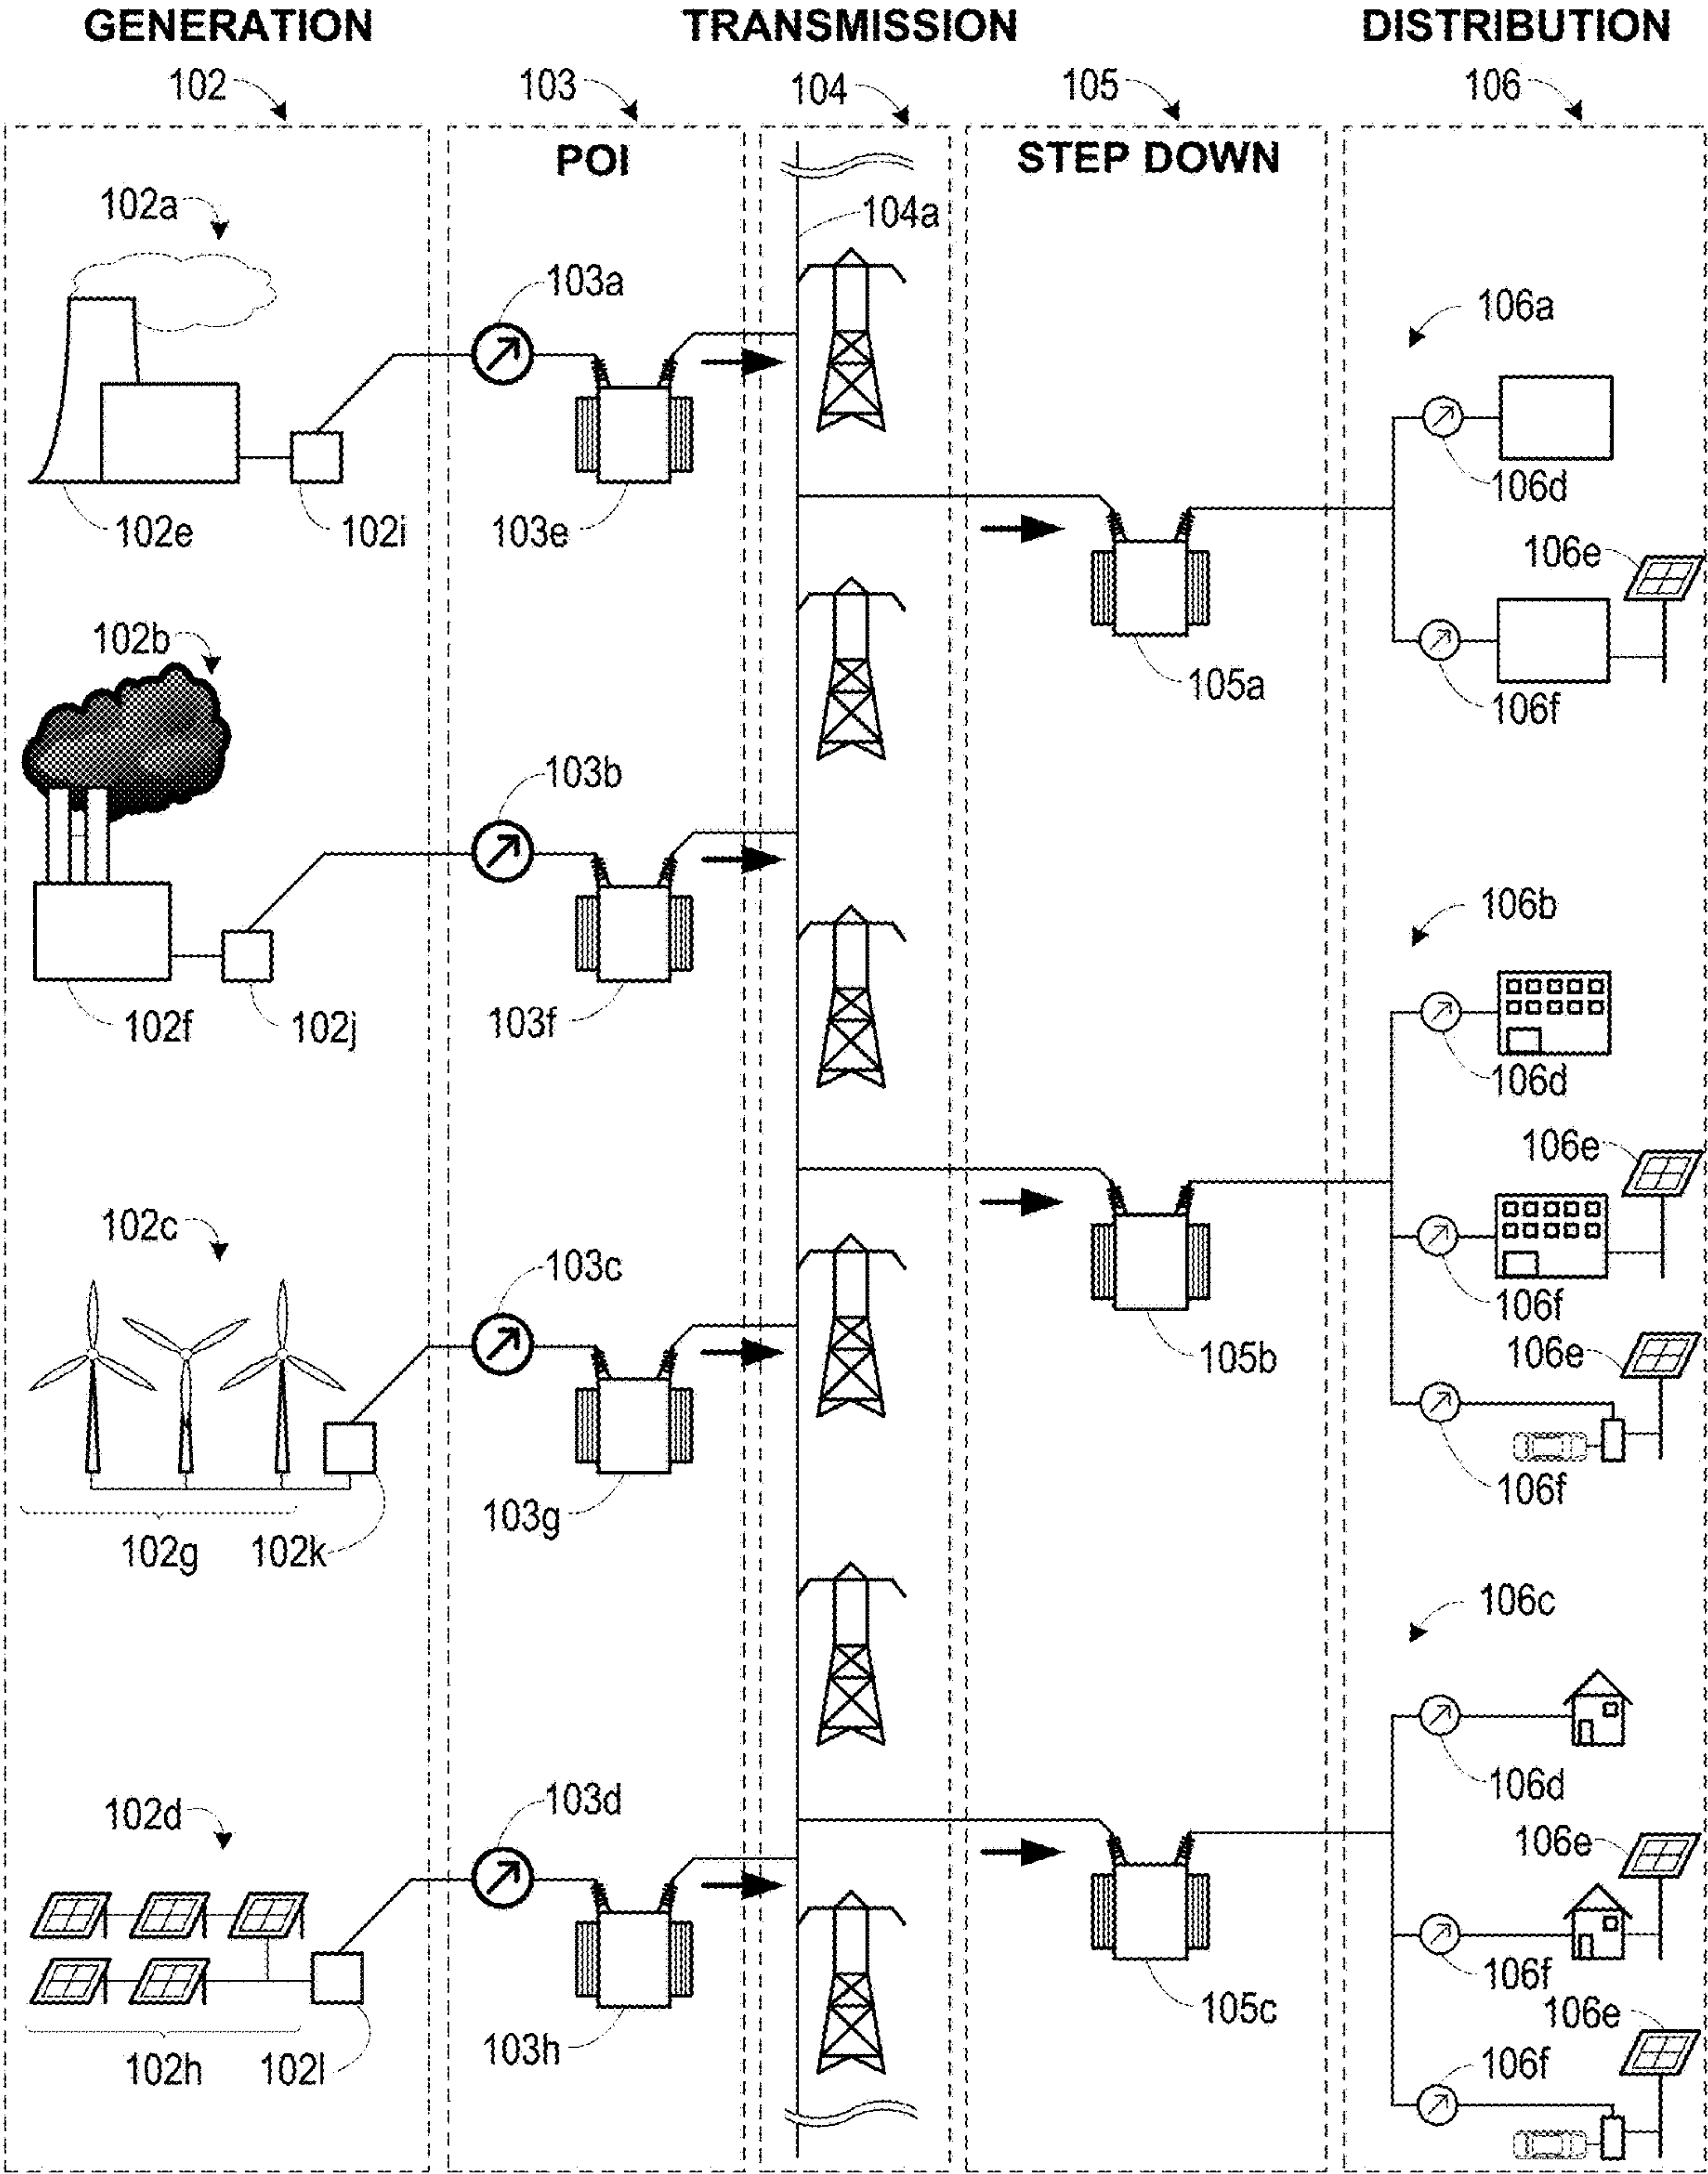 GENERATION
TRANSMISSION
DISTRIBUTION
102
103
104
105
106
POI
STEP DOWN
102a
104a
103a
106a
106d
102e
102i
103e
106e
102b
105a
106f
103b
106b
102f
102j
103f
106d
106e
102c
103c
106f
106e
105b
102g
102k
103g
106f
106c
102d
103d
106d
106e
106f
105c
106e
102h
102l
103h
106f